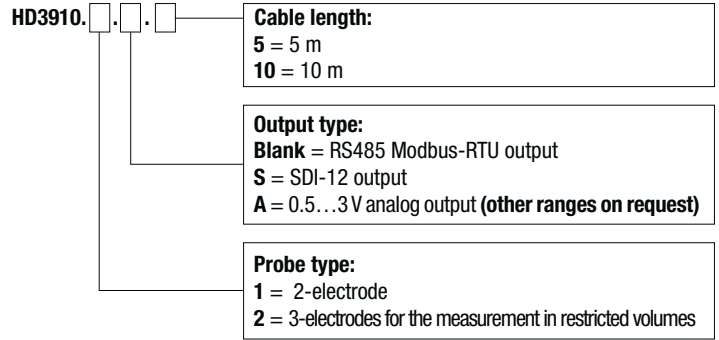 HD3910. . .
Cable length:
5 = 5 m
10 = 10 m
Output type:
Blank = RS485 Modbus-RTU output
S = SDI-12 output
A = 0.5…3 V analog output (other ranges on request)
Probe type:
1 = 2-electrode
2 = 3-electrodes for the measurement in restricted volumes